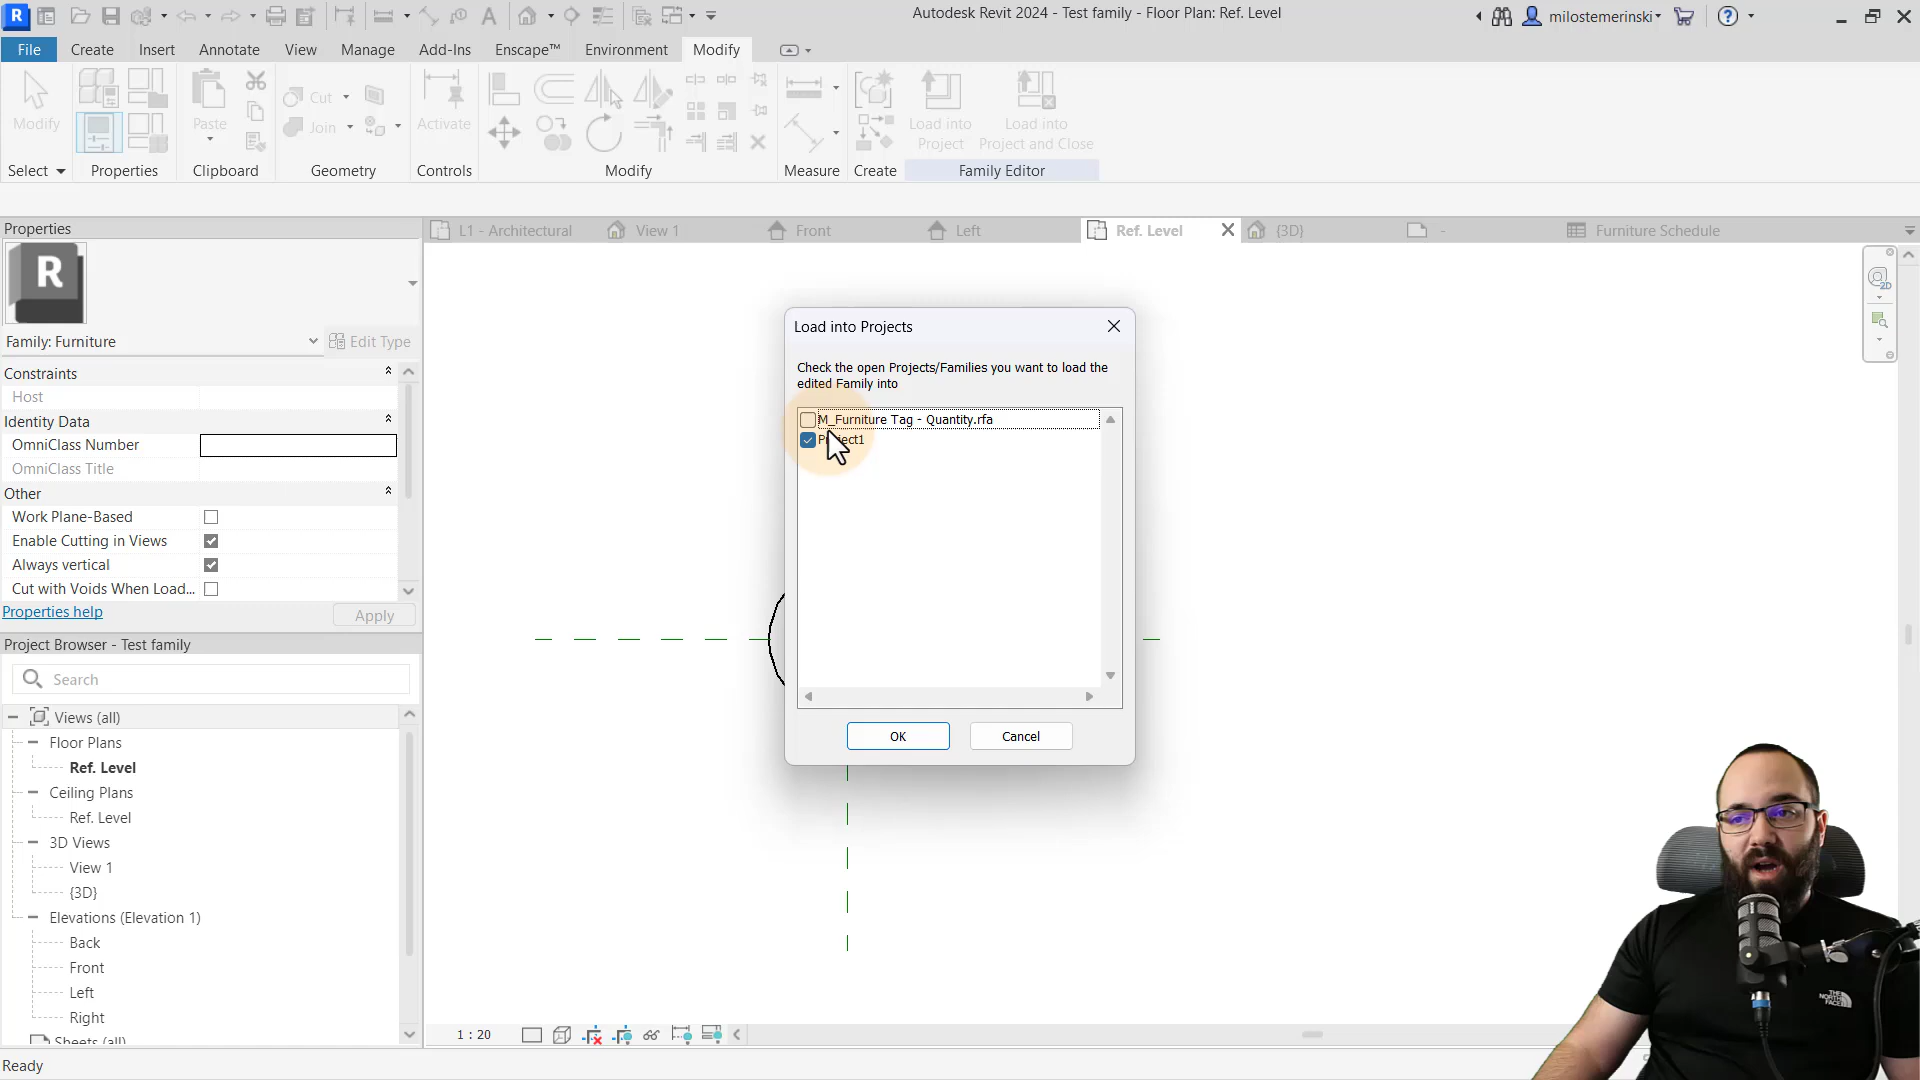 Autodesk Revit 2024 - Test family - Floor Plan: Ref. Level
milostemerinski
File
Create
Insert
Annotate
View
Manage
Add-Ins
Enscape™
Environment
Modify
Modify
Paste
Cut
Join
Activate
Load into
Project
Load into
Project and Close
Select
Properties
Clipboard
Geometry
Controls
Modify
Measure
Create
Family Editor
Properties
L1 - Architectural
View 1
Front
Left
Ref. Level
{3D}
-
Furniture Schedule
R
2D
Family: Furniture
Edit Type
Constraints
Host
Identity Data
OmniClass Number
OmniClass Title
Other
Work Plane-Based
Enable Cutting in Views
Always vertical
Cut with Voids When Load...
Properties help
Apply
Load into Projects
Check the open Projects/Families you want to load the
edited Family into
M_Furniture Tag - Quantity.rfa
OK
Cancel
Project Browser - Test family
Search
Views (all)
Floor Plans
Ref. Level
Ceiling Plans
Ref. Level
3D Views
View 1
{3D}
Elevations (Elevation 1)
Back
Front
Left
Right
Sheets (all)
1 : 20
Ready
THE
NORTH
FACE